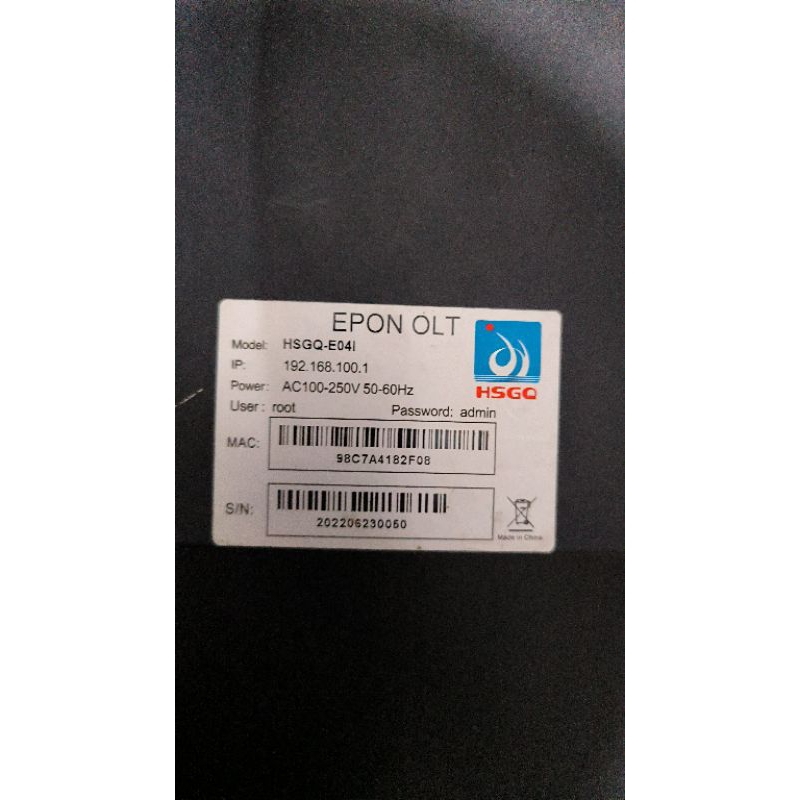 EPON OLT
Model: HSGQ-E04I
IP: 192.168.100.1
Power: AC100-250V 50-60Hz
HSGQ
User: root Password: admin
MAC: 98C7A4182F08
S/N: 202206230050
Made in China